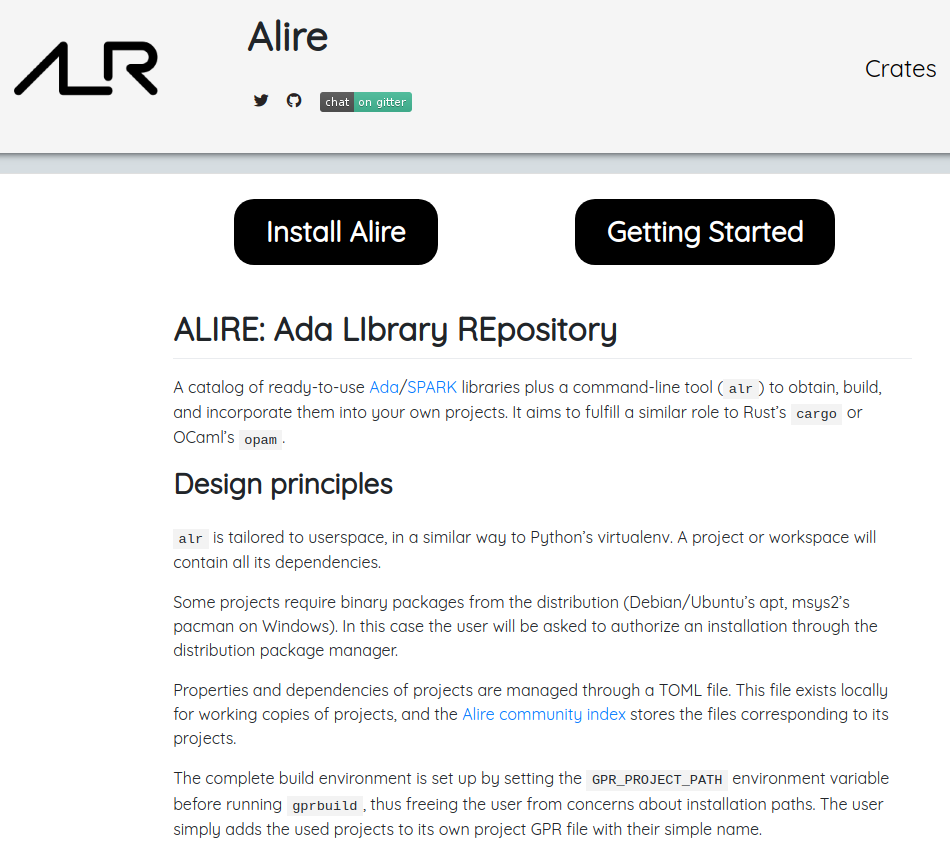 ALR
Alire
Crates
chat on gitter
Install Alire
Getting Started
ALIRE: Ada LIbrary REpository
A catalog of ready-to-use Ada/SPARK libraries plus a command-line tool ( alr ) to obtain, build,
and incorporate them into your own projects. It aims to fulfill a similar role to Rust’s cargo or
OCaml’s opam .
Design principles
alr is tailored to userspace, in a similar way to Python’s virtualenv. A project or workspace will
contain all its dependencies.
Some projects require binary packages from the distribution (Debian/Ubuntu’s apt, msys2’s
pacman on Windows). In this case the user will be asked to authorize an installation through the
distribution package manager.
Properties and dependencies of projects are managed through a TOML file. This file exists locally
for working copies of projects, and the Alire community index stores the files corresponding to its
projects.
The complete build environment is set up by setting the GPR_PROJECT_PATH environment variable
before running gprbuild , thus freeing the user from concerns about installation paths. The user
simply adds the used projects to its own project GPR file with their simple name.